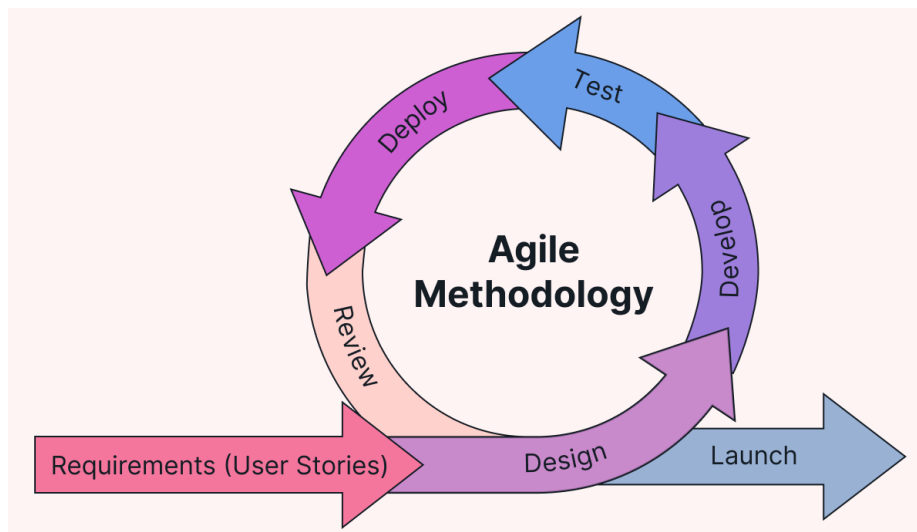 Agile
Methodology
Requirements (User Stories)
Design
Develop
Test
Deploy
Review
Launch